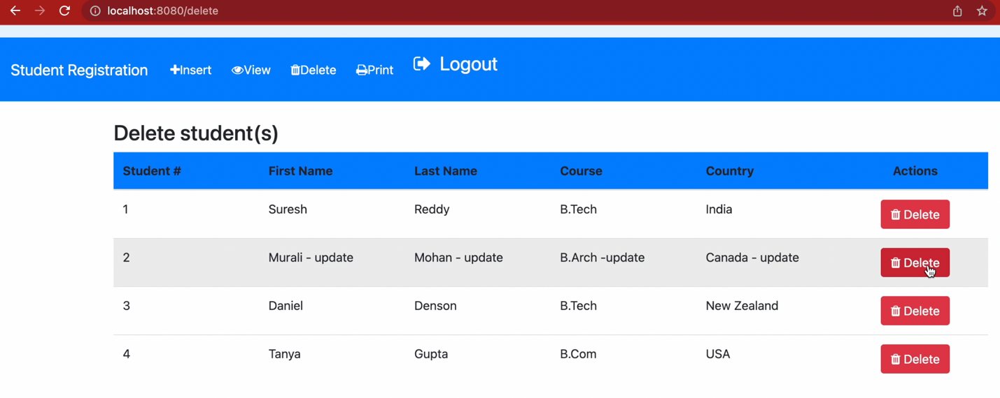 localhost:8080/delete
Student Registration Insert View Delete Print Logout
Delete student(s)
Student # First Name Last Name Course Country Actions
1 Suresh Reddy B.Tech India Delete
2 Murali - update Mohan - update B.Arch -update Canada - update Delete
3 Daniel Denson B.Tech New Zealand Delete
4 Tanya Gupta B.Com USA Delete